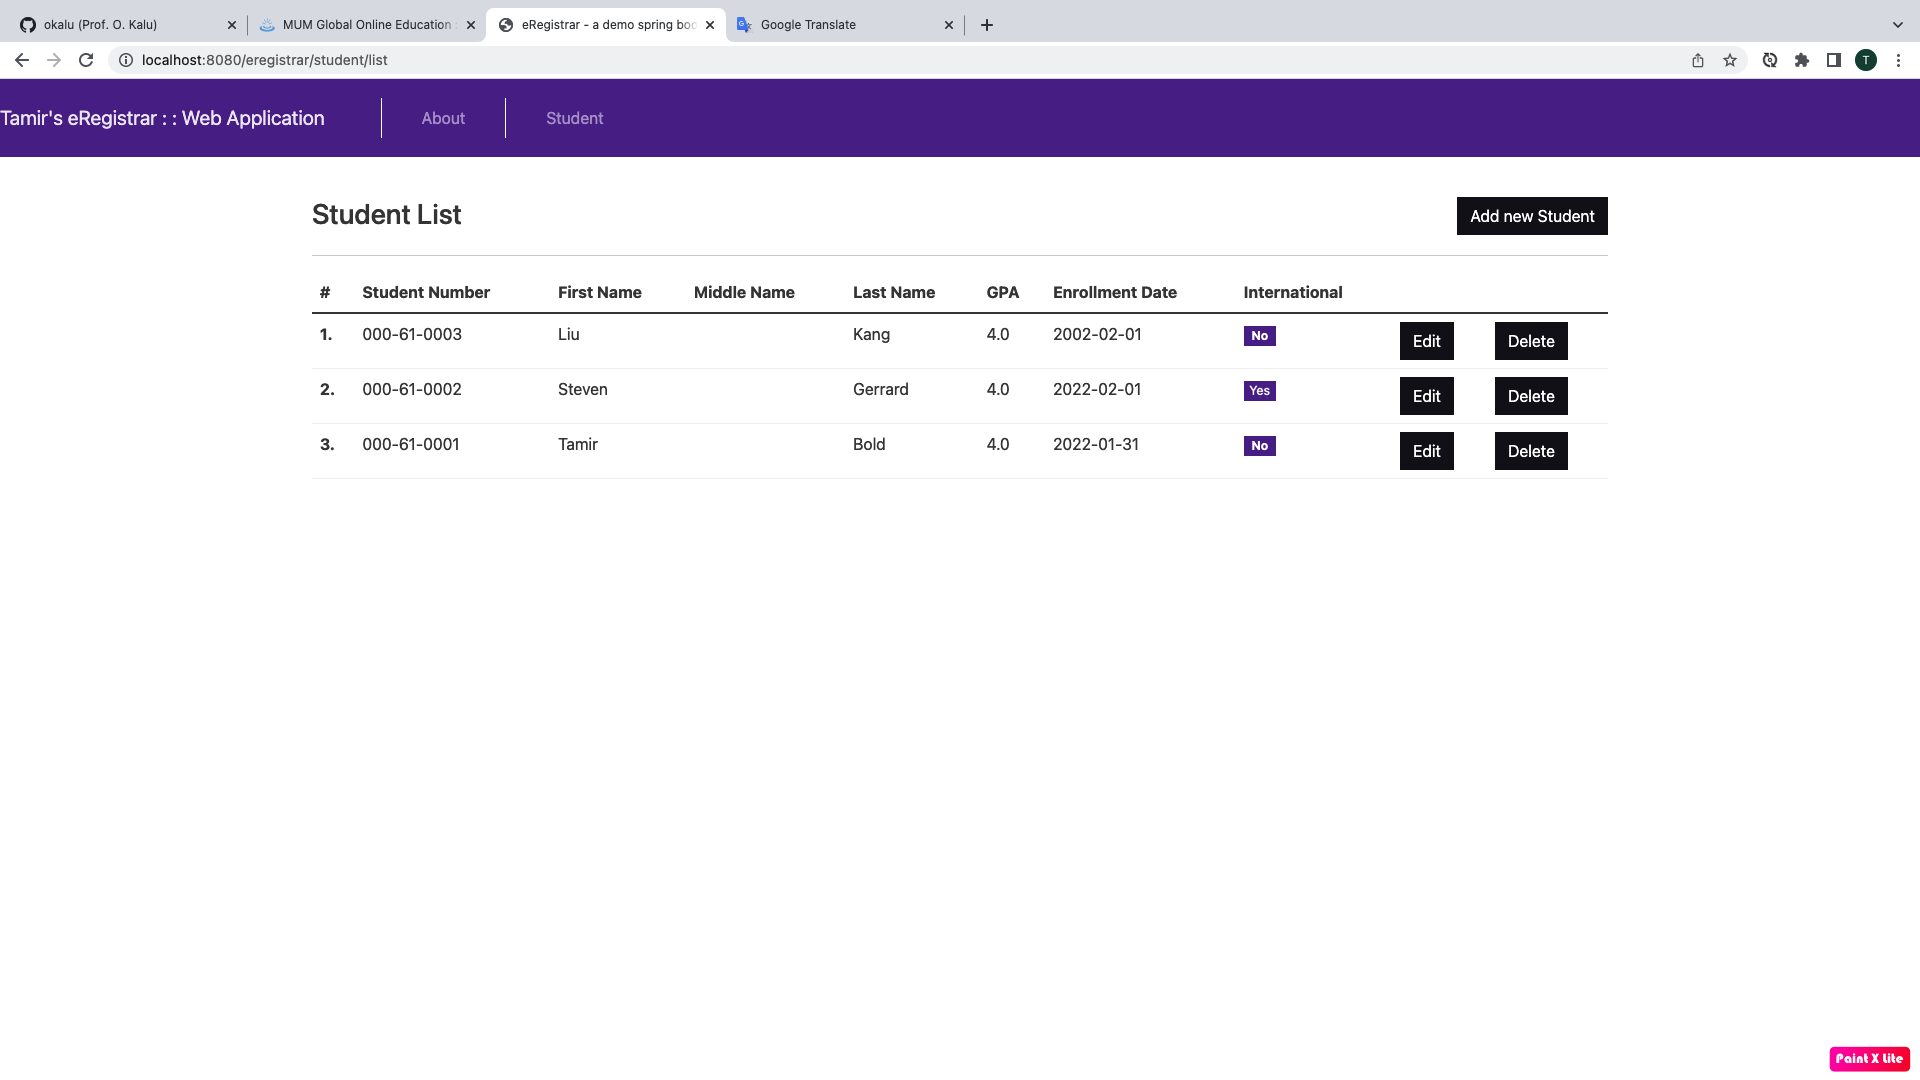 okalu (Prof. O. Kalu)
MUM Global Online Education
eRegistrar - a demo spring boo
Google Translate
localhost:8080/eregistrar/student/list
T
Tamir's eRegistrar : : Web Application
About
Student
Student List
Add new Student
# Student Number First Name Middle Name Last Name GPA Enrollment Date International
1. 000-61-0003 Liu Kang 4.0 2002-02-01 No Edit Delete
2. 000-61-0002 Steven Gerrard 4.0 2022-02-01 Yes Edit Delete
3. 000-61-0001 Tamir Bold 4.0 2022-01-31 No Edit Delete
Paint X Lite